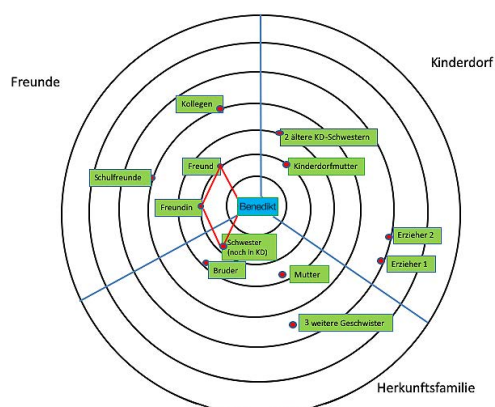 Kinderdorf
Freunde
Kollegen
2 ältere KD-Schwestern
Freund
Kinderdorfmutter
Schulfreunde
Freundin
Benedikt
Erzieher 2
Schwester
(noch in KD)
Erzieher 1
Bruder
Mutter
3 weitere Geschwister
Herkunftsfamilie